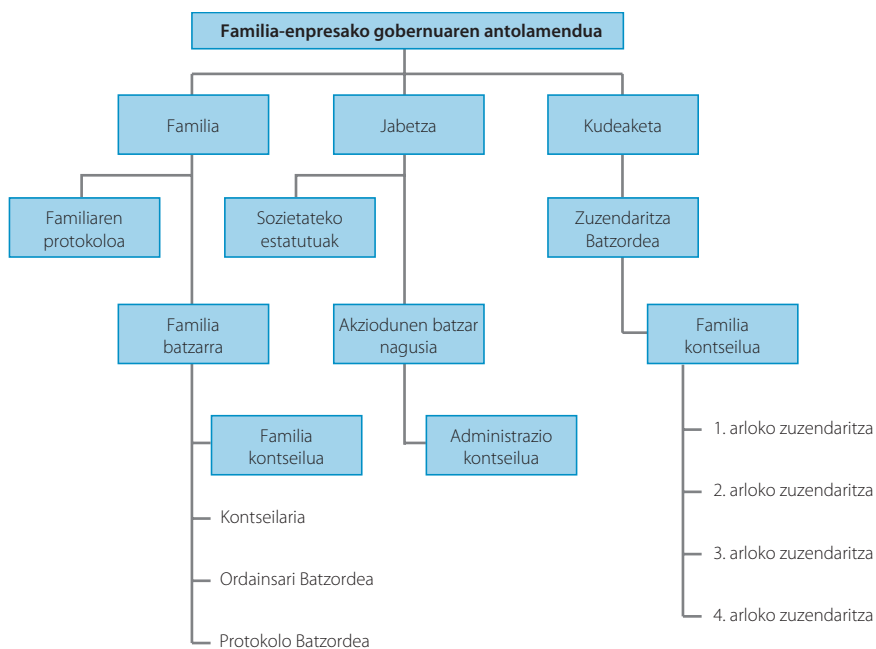 Familia-enpresako gobernuaren antolamendua
Familia
Jabetza
Kudeaketa
Familiaren
protokoloa
Sozietateko
estatutuak
Zuzendaritza
Batzordea
Familia
batzarra
Akziodunen batzar
nagusia
Familia
kontseilua
Familia
kontseilua
Administrazio
kontseilua
Kontseilaria
Ordainsari Batzordea
Protokolo Batzordea
1. arloko zuzendaritza
2. arloko zuzendaritza
3. arloko zuzendaritza
4. arloko zuzendaritza